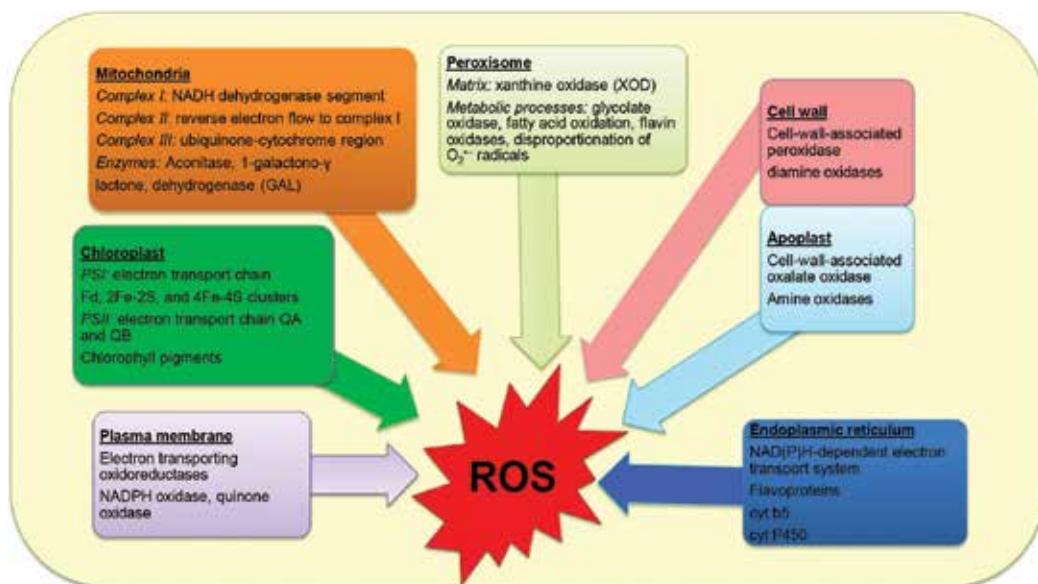 Mitochondria
Complex I: NADH dehydrogenase segment
Complex II: reverse electron flow to complex I
Complex III: ubiquinone-cytochrome region
Enzymes: Aconitase, 1-galactono-γ
lactone, dehydrogenase (GAL)
Peroxisome
Matrix: xanthine oxidase (XOD)
Metabolic processes: glycolate
oxidase, fatty acid oxidation, flavin
oxidases, disproportionation of
O₂•− radicals
Cell wall
Cell-wall-associated
peroxidase
diamine oxidases
Chloroplast
PSI: electron transport chain
Fd, 2Fe-2S, and 4Fe-4S clusters
PSII: electron transport chain QA
and QB
Chlorophyll pigments
Apoplast
Cell-wall-associated
oxalate oxidase
Amine oxidases
Plasma membrane
Electron transporting
oxidoreductases
NADPH oxidase, quinone
oxidase
ROS
Endoplasmic reticulum
NAD(P)H-dependent electron
transport system
Flavoproteins
cyt b5
cyt P450